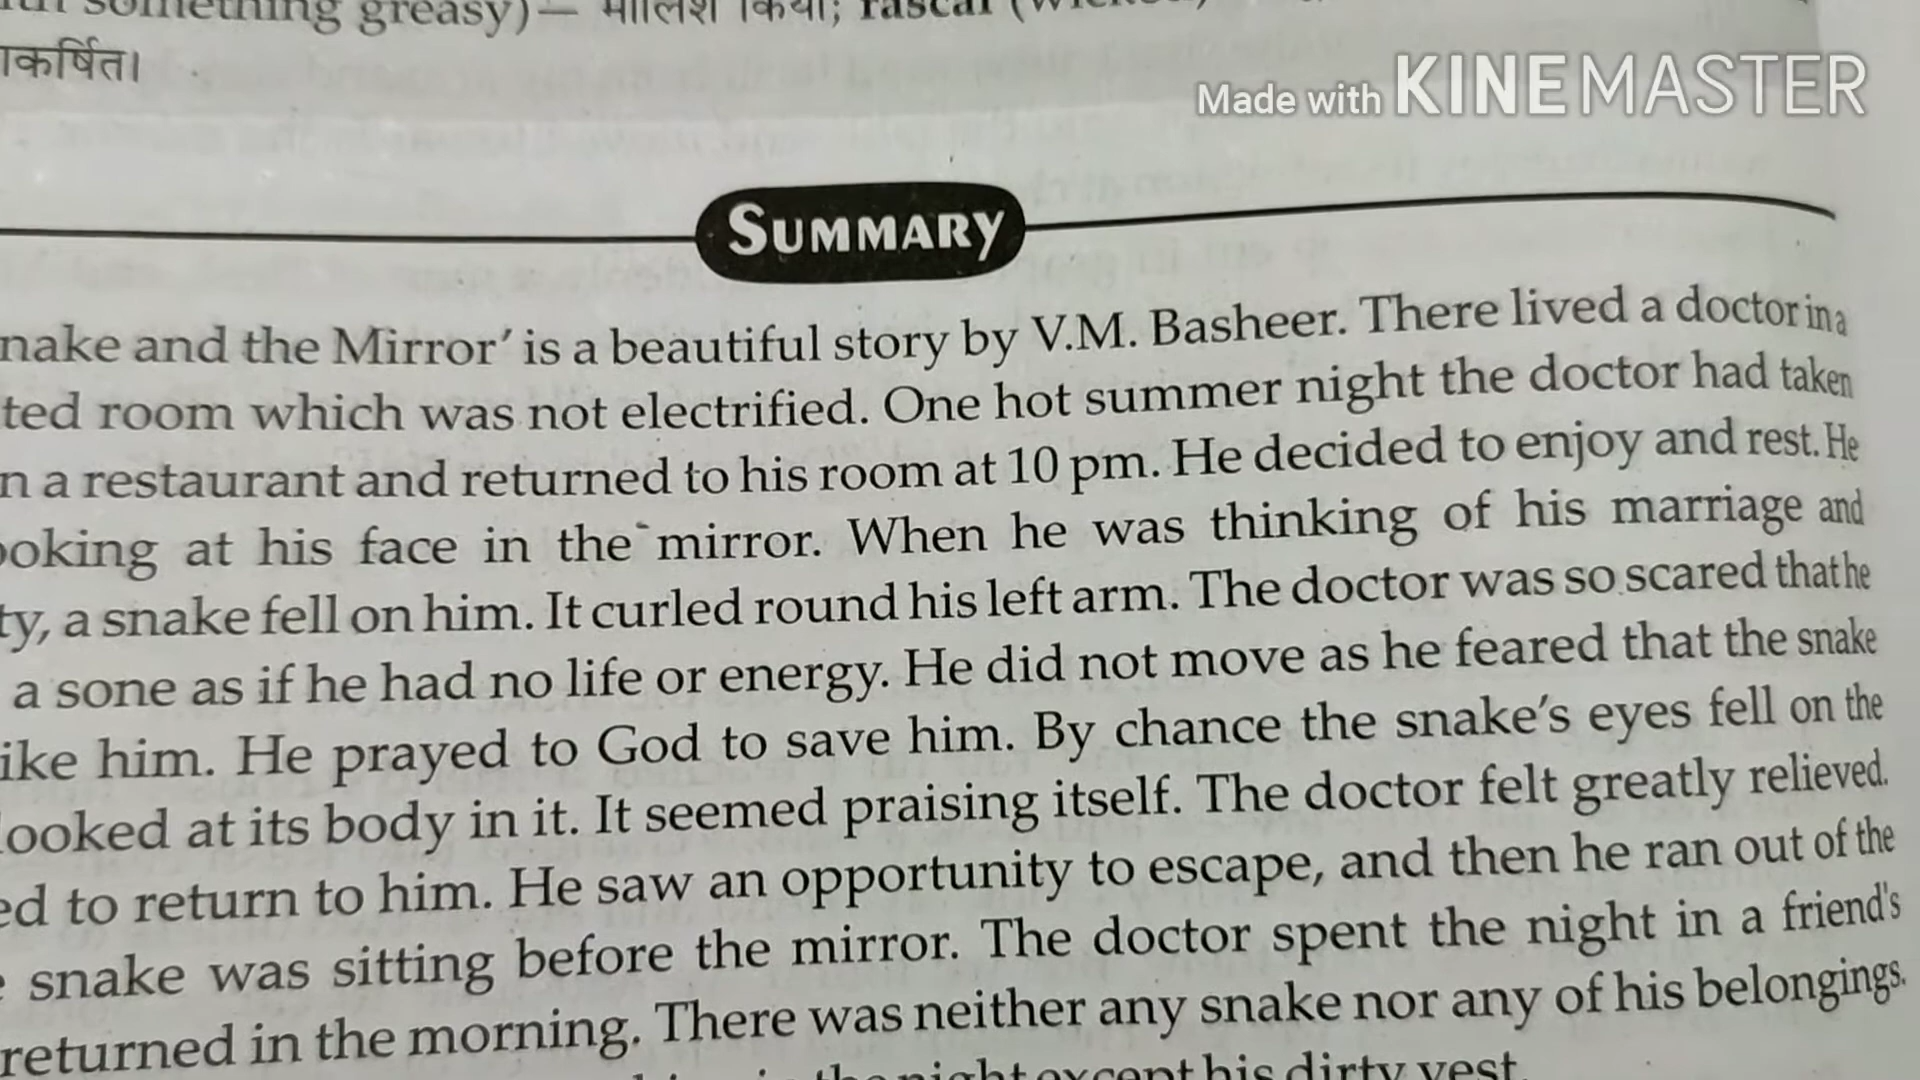 something greasy)— मालिश किया; rascal
Made with KINEMASTER
SUMMARY
and the Mirror' is a beautiful story by V.M. Basheer. There lived a doctor in a
room which was not electrified. One hot summer night the doctor had taken
a restaurant and returned to his room at 10 pm. He decided to enjoy and rest. He
at his face in the mirror. When he was thinking of his marriage and
a snake fell on him. It curled round his left arm. The doctor was so scared that he
a sone as if he had no life or energy. He did not move as he feared that the snake
him. He prayed to God to save him. By chance the snake's eyes fell on the
looked at its body in it. It seemed praising itself. The doctor felt greatly relieved.
to return to him. He saw an opportunity to escape, and then he ran out of the
snake was sitting before the mirror. The doctor spent the night in a friend's
returned in the morning. There was neither any snake nor any of his belongings.
the night except his dirty vest.